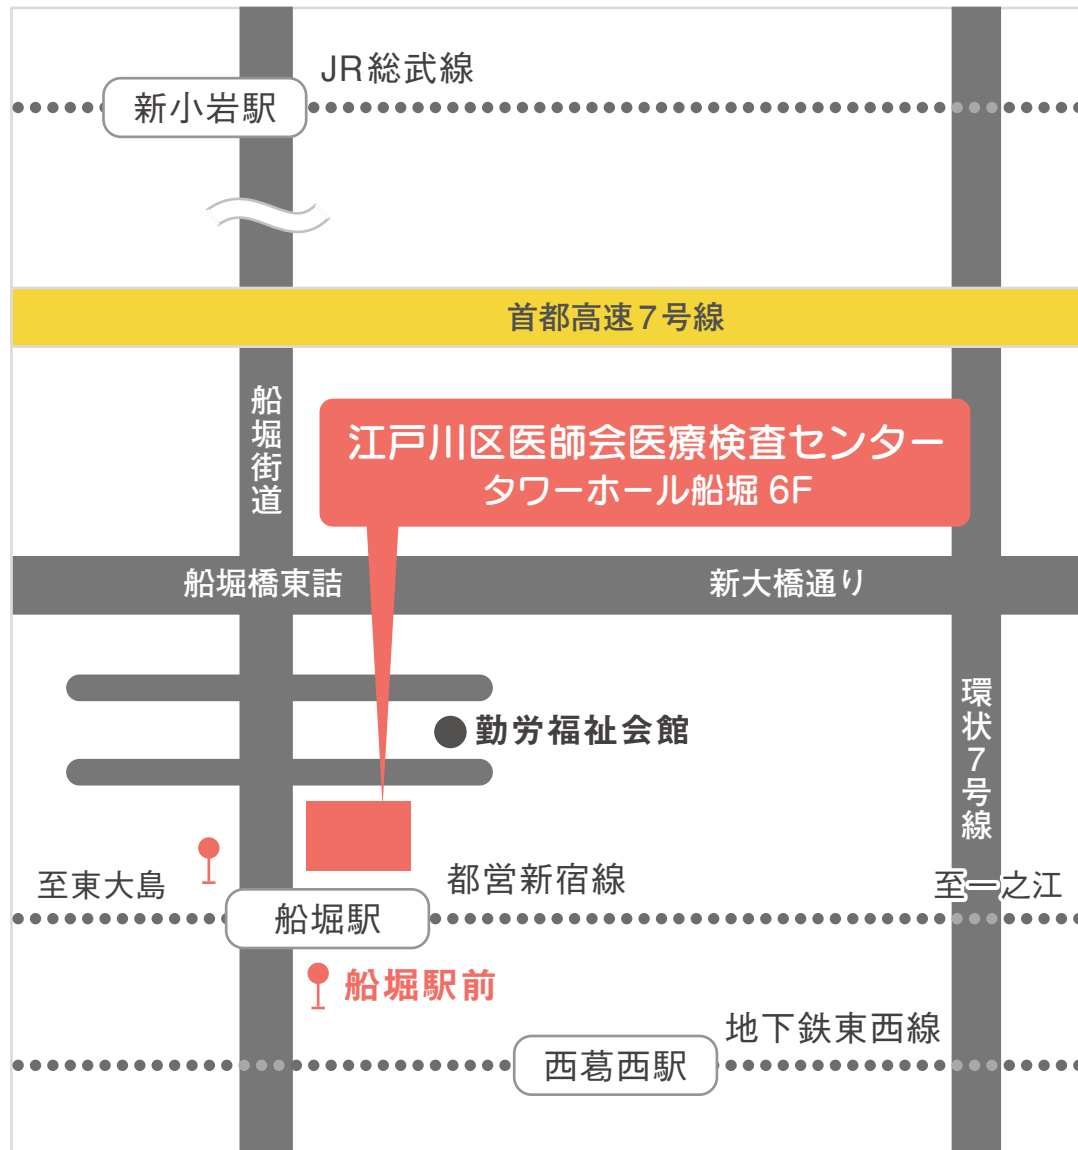 JR総武線
新小岩駅
首都高速7号線
船堀街道
江戸川区医師会医療検査センター
タワーホール船堀 6F
船堀橋東詰
新大橋通り
環状7号線
勤労福祉会館
至東大島
都営新宿線
至一之江
船堀駅
船堀駅前
地下鉄東西線
西葛西駅